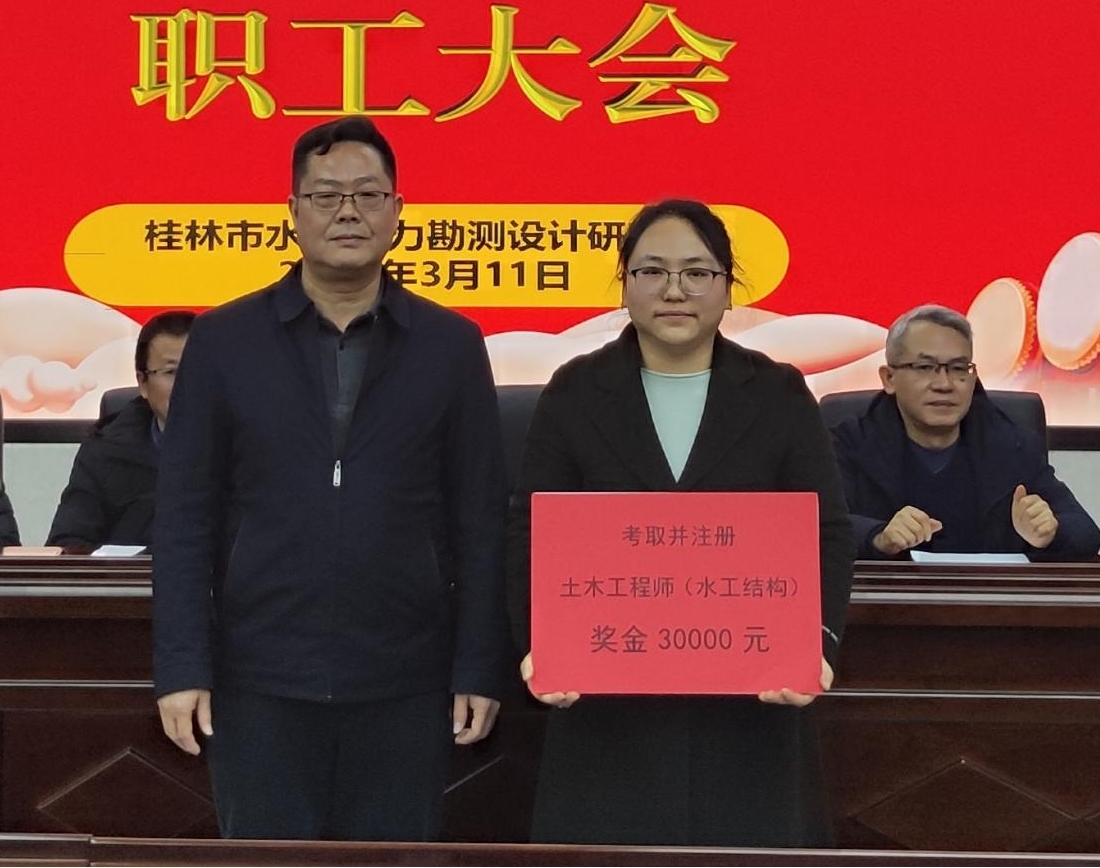 职工大会
桂林市水 力勘测设计研
2 年3月11日
考取并注册
土木工程师（水工结构）
奖金 30000 元